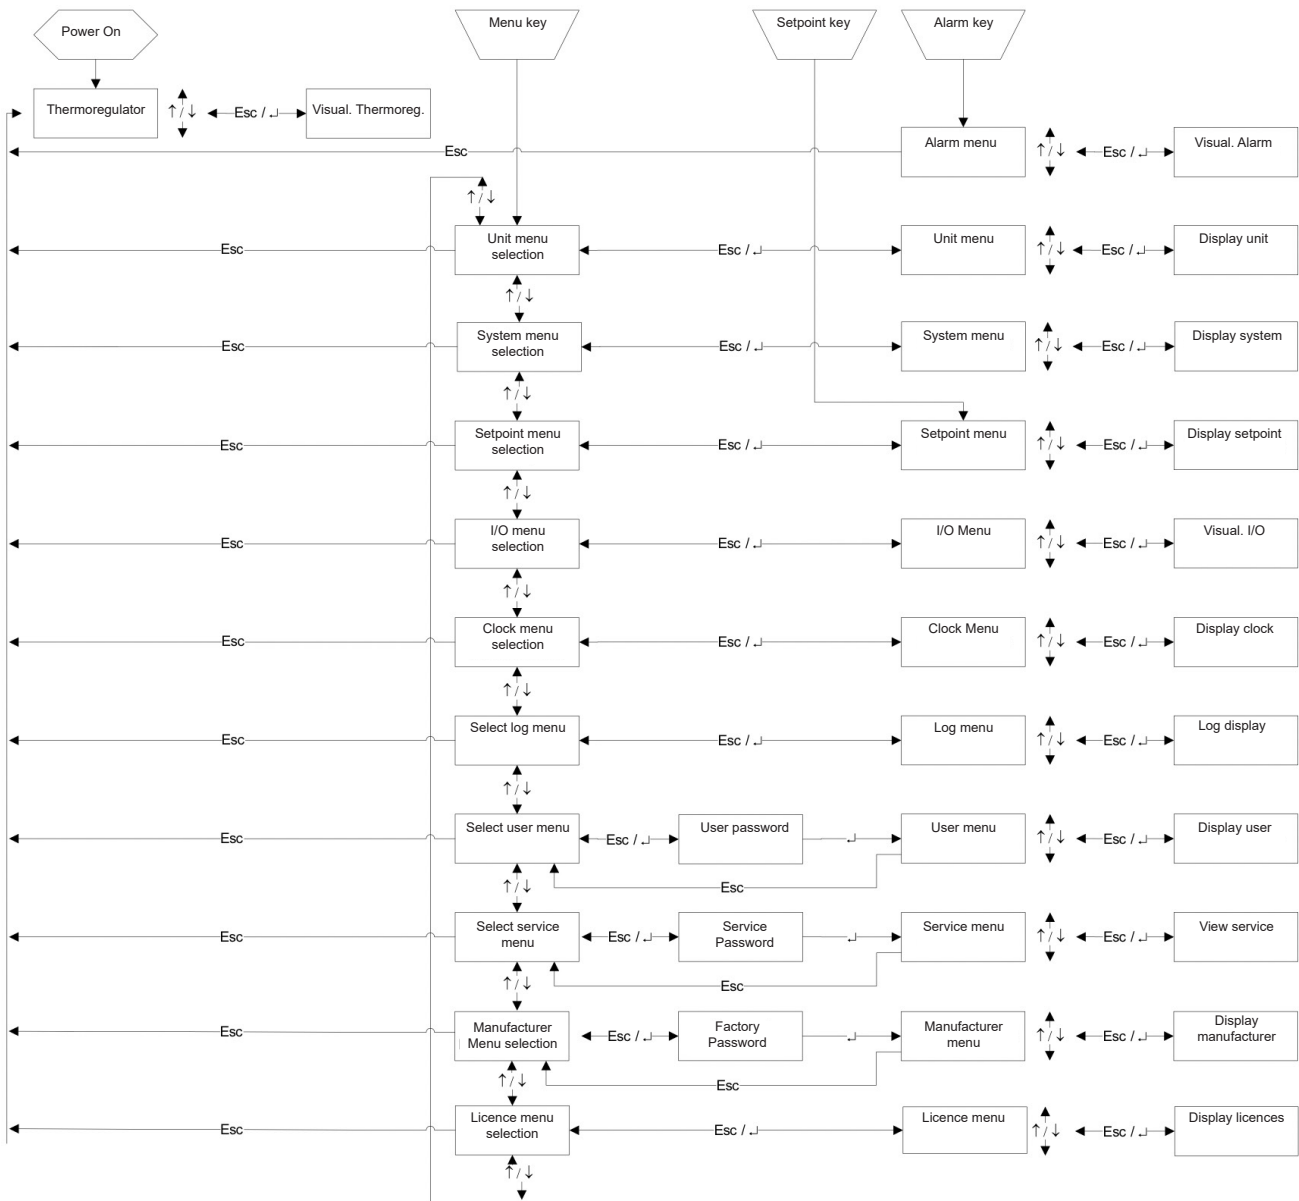 Power On
Menu key
Setpoint key
Alarm key
Thermoregulator
↑ / ↓
Esc / ↵
Visual. Thermoreg.
Esc
Alarm menu
↑ / ↓
Esc / ↵
Visual. Alarm
↑ / ↓
Esc
Unit menu
selection
Esc / ↵
Unit menu
↑ / ↓
Esc / ↵
Display unit
↑ / ↓
Esc
System menu
selection
Esc / ↵
System menu
↑ / ↓
Esc / ↵
Display system
↑ / ↓
Esc
Setpoint menu
selection
Esc / ↵
Setpoint menu
↑ / ↓
Esc / ↵
Display setpoint
↑ / ↓
Esc
I/O menu
selection
Esc / ↵
I/O Menu
↑ / ↓
Esc / ↵
Visual. I/O
↑ / ↓
Esc
Clock menu
selection
Esc / ↵
Clock Menu
↑ / ↓
Esc / ↵
Display clock
↑ / ↓
Esc
Select log menu
Esc / ↵
Log menu
↑ / ↓
Esc / ↵
Log display
↑ / ↓
Esc
Select user menu
Esc / ↵
User password
↵
User menu
↑ / ↓
Esc / ↵
Display user
Esc
↑ / ↓
Esc
Select service
menu
Esc / ↵
Service
Password
↵
Service menu
↑ / ↓
Esc / ↵
View service
Esc
↑ / ↓
Esc
Manufacturer
Menu selection
Esc / ↵
Factory
Password
↵
Manufacturer
menu
↑ / ↓
Esc / ↵
Display
manufacturer
Esc
↑ / ↓
Esc
Licence menu
selection
Esc / ↵
Licence menu
↑ / ↓
Esc / ↵
Display licences
↑ / ↓